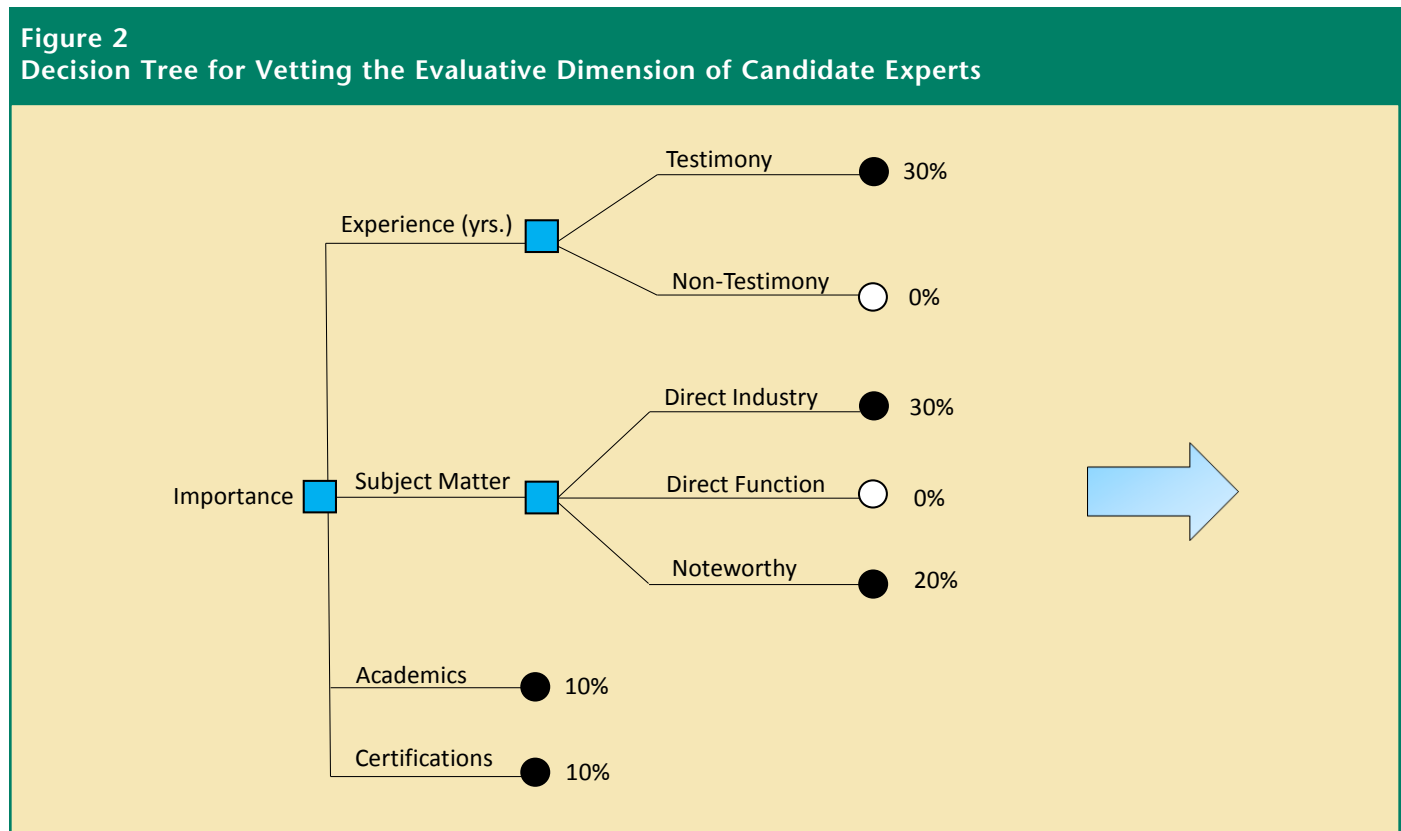 Figure 2
Decision Tree for Vetting the Evaluative Dimension of Candidate Experts
Testimony
30%
Experience (yrs.)
Non-Testimony
0%
Direct Industry
30%
Importance
Subject Matter
Direct Function
0%
Noteworthy
20%
Academics
10%
Certifications
10%